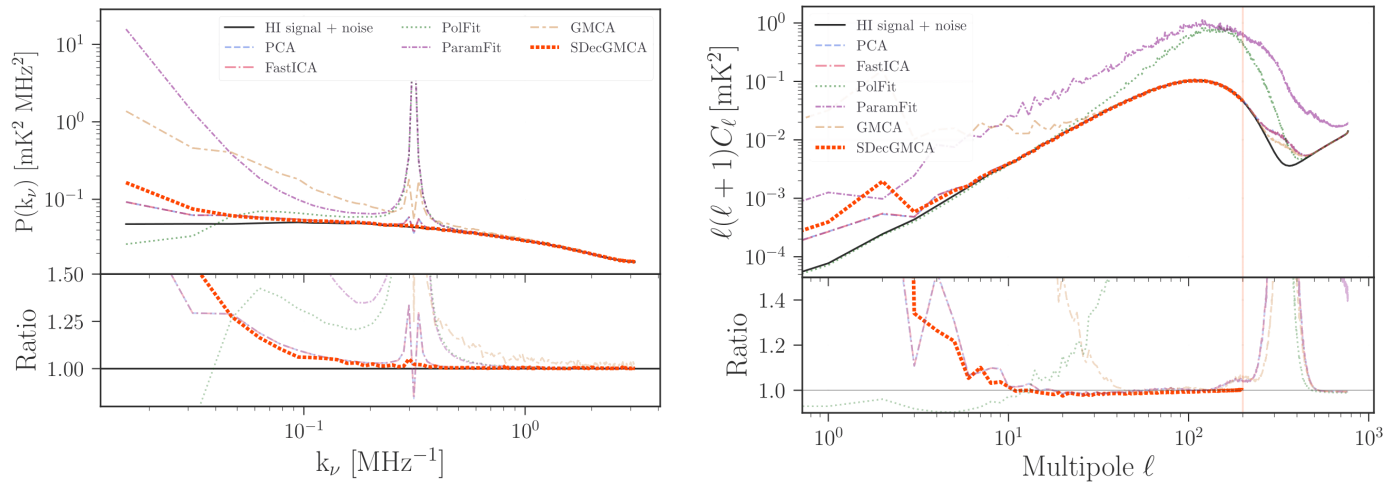 HI signal + noise
PCA
FastICA
PolFit
ParamFit
GMCA
SDecGMCA
P(kν) [mK² MHz²]
10¹
10⁰
10⁻¹
1.50
1.25
1.00
Ratio
10⁻¹
10⁰
kν [MHz⁻¹]
HI signal + noise
PCA
FastICA
PolFit
ParamFit
GMCA
SDecGMCA
ℓ(ℓ + 1)Cℓ [mK²]
10⁰
10⁻¹
10⁻²
10⁻³
10⁻⁴
1.4
1.2
1.0
Ratio
10⁰
10¹
10²
10³
Multipole ℓ